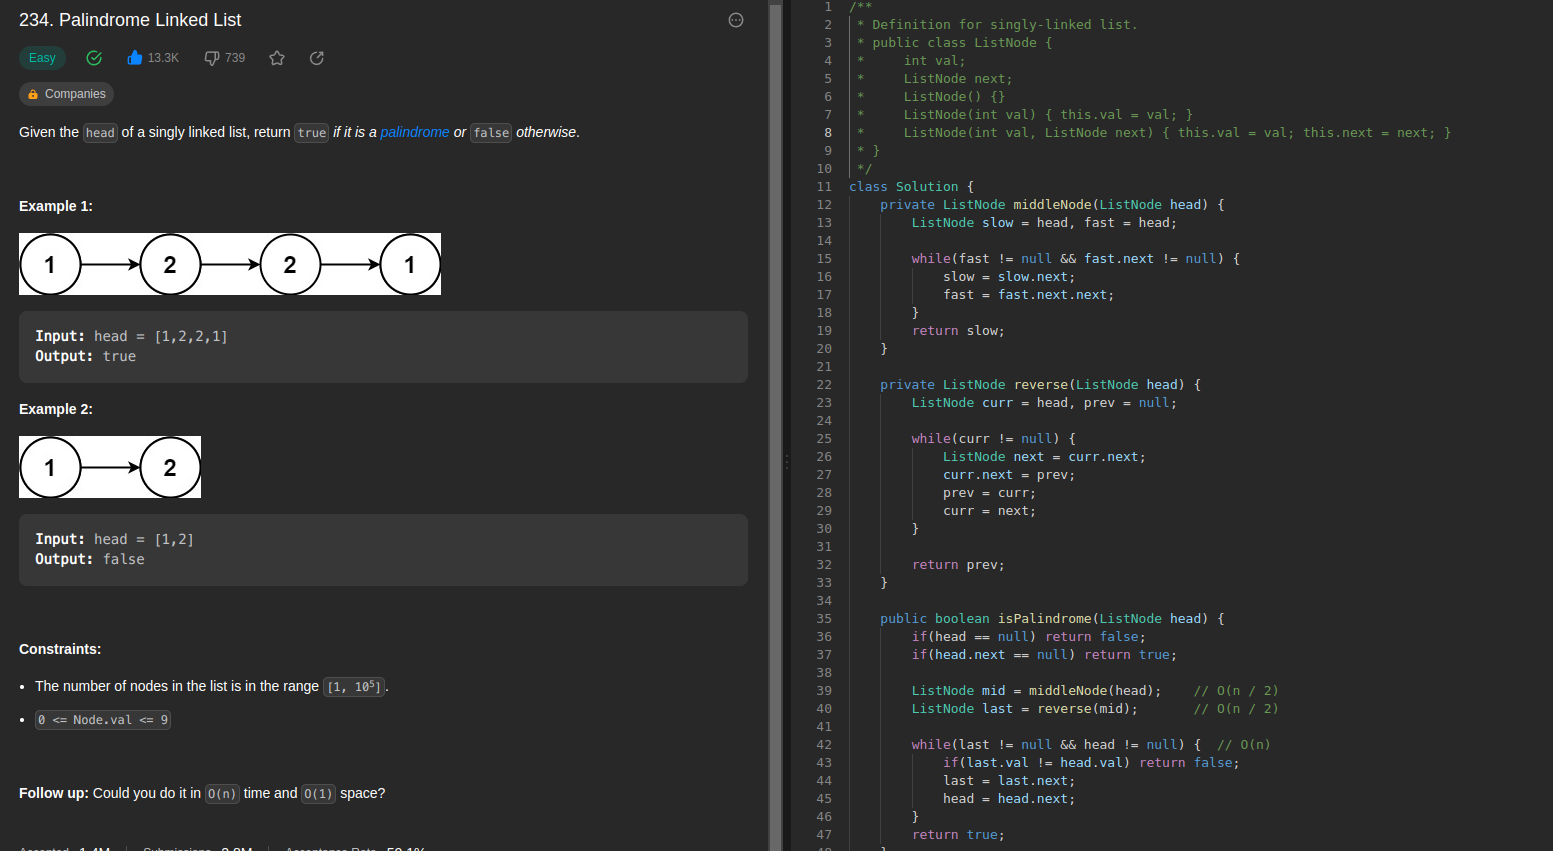 234. Palindrome Linked List
Easy
13.3K
739
Companies
Given the head of a singly linked list, return true if it is a palindrome or false otherwise.
Example 1:
1 2 2 1
Input: head = [1,2,2,1]
Output: true
Example 2:
1 2
Input: head = [1,2]
Output: false
Constraints:
• The number of nodes in the list is in the range [1, 10⁵].
• 0 <= Node.val <= 9
Follow up: Could you do it in O(n) time and O(1) space?
1 /**
2 * Definition for singly-linked list.
3 * public class ListNode {
4 *     int val;
5 *     ListNode next;
6 *     ListNode() {}
7 *     ListNode(int val) { this.val = val; }
8 *     ListNode(int val, ListNode next) { this.val = val; this.next = next; }
9 * }
10 */
11 class Solution {
12     private ListNode middleNode(ListNode head) {
13         ListNode slow = head, fast = head;
14
15         while(fast != null && fast.next != null) {
16             slow = slow.next;
17             fast = fast.next.next;
18         }
19         return slow;
20     }
21
22     private ListNode reverse(ListNode head) {
23         ListNode curr = head, prev = null;
24
25         while(curr != null) {
26             ListNode next = curr.next;
27             curr.next = prev;
28             prev = curr;
29             curr = next;
30         }
31
32         return prev;
33     }
34
35     public boolean isPalindrome(ListNode head) {
36         if(head == null) return false;
37         if(head.next == null) return true;
38
39         ListNode mid = middleNode(head);    // O(n / 2)
40         ListNode last = reverse(mid);       // O(n / 2)
41
42         while(last != null && head != null) {  // O(n)
43             if(last.val != head.val) return false;
44             last = last.next;
45             head = head.next;
46         }
47         return true;